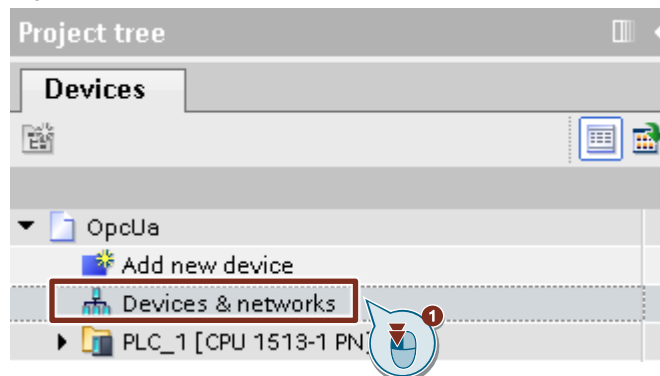 Project tree
Devices
OpcUa
Add new device
Devices & networks
1
PLC_1 [CPU 1513-1 PN]